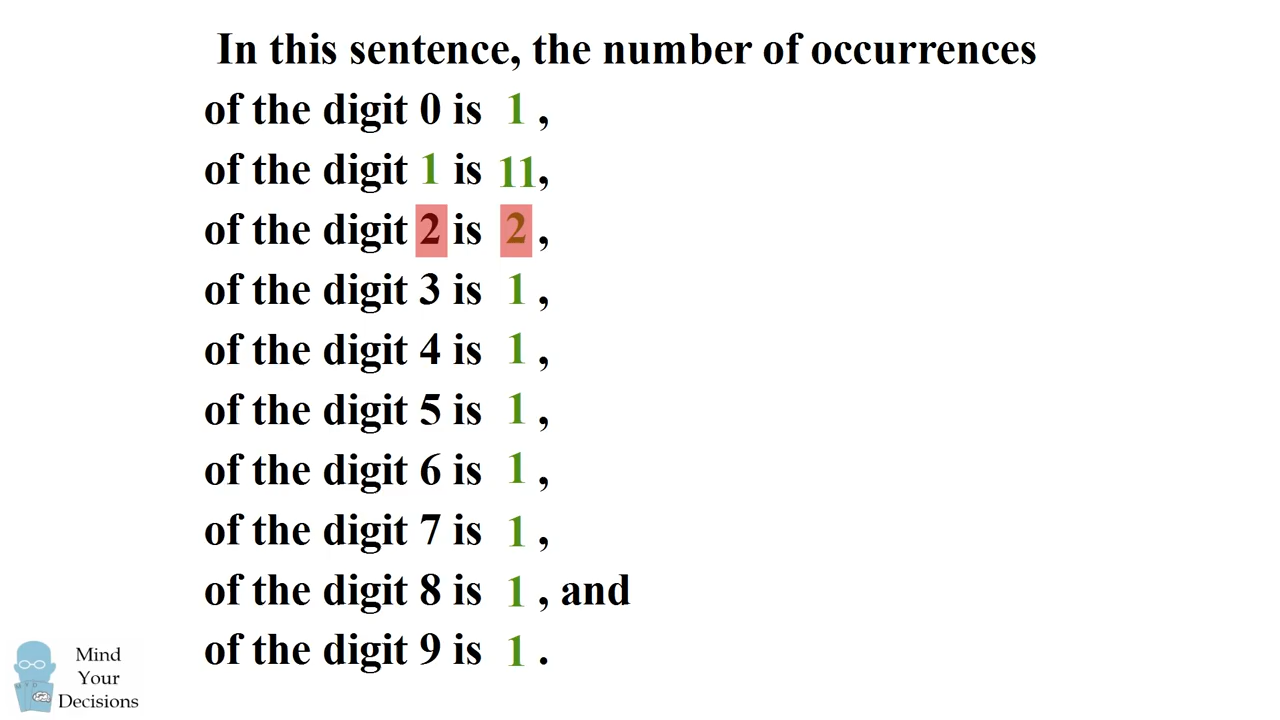 In this sentence, the number of occurrences
of the digit 0 is 1 ,
of the digit 1 is 11,
of the digit 2 is 2 ,
of the digit 3 is 1 ,
of the digit 4 is 1 ,
of the digit 5 is 1 ,
of the digit 6 is 1 ,
of the digit 7 is 1 ,
of the digit 8 is 1 , and
of the digit 9 is 1 .
Mind
Your
Decisions